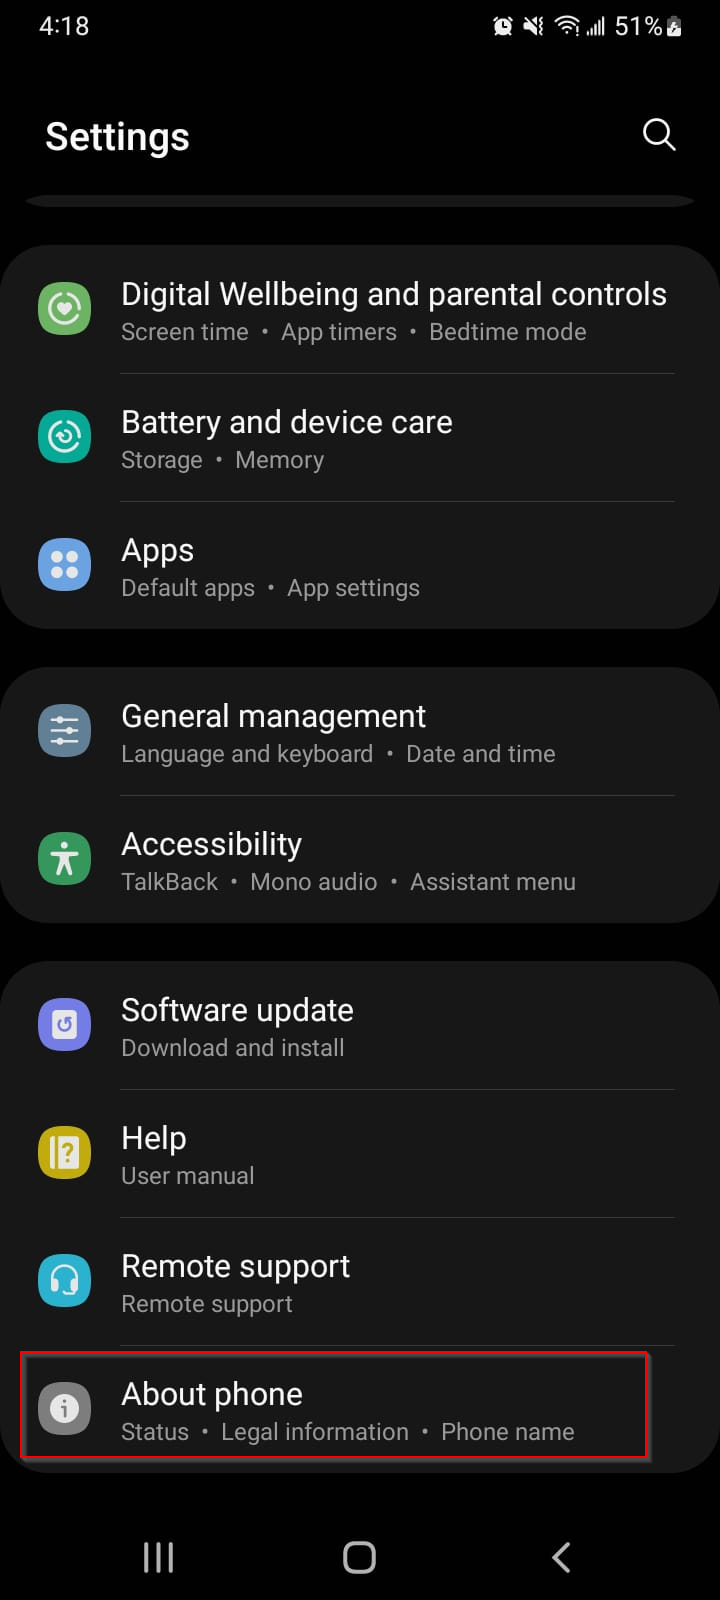 4:18 51%
Settings
Digital Wellbeing and parental controls
Screen time • App timers • Bedtime mode
Battery and device care
Storage • Memory
Apps
Default apps • App settings
General management
Language and keyboard • Date and time
Accessibility
TalkBack • Mono audio • Assistant menu
Software update
Download and install
Help
User manual
Remote support
Remote support
About phone
Status • Legal information • Phone name